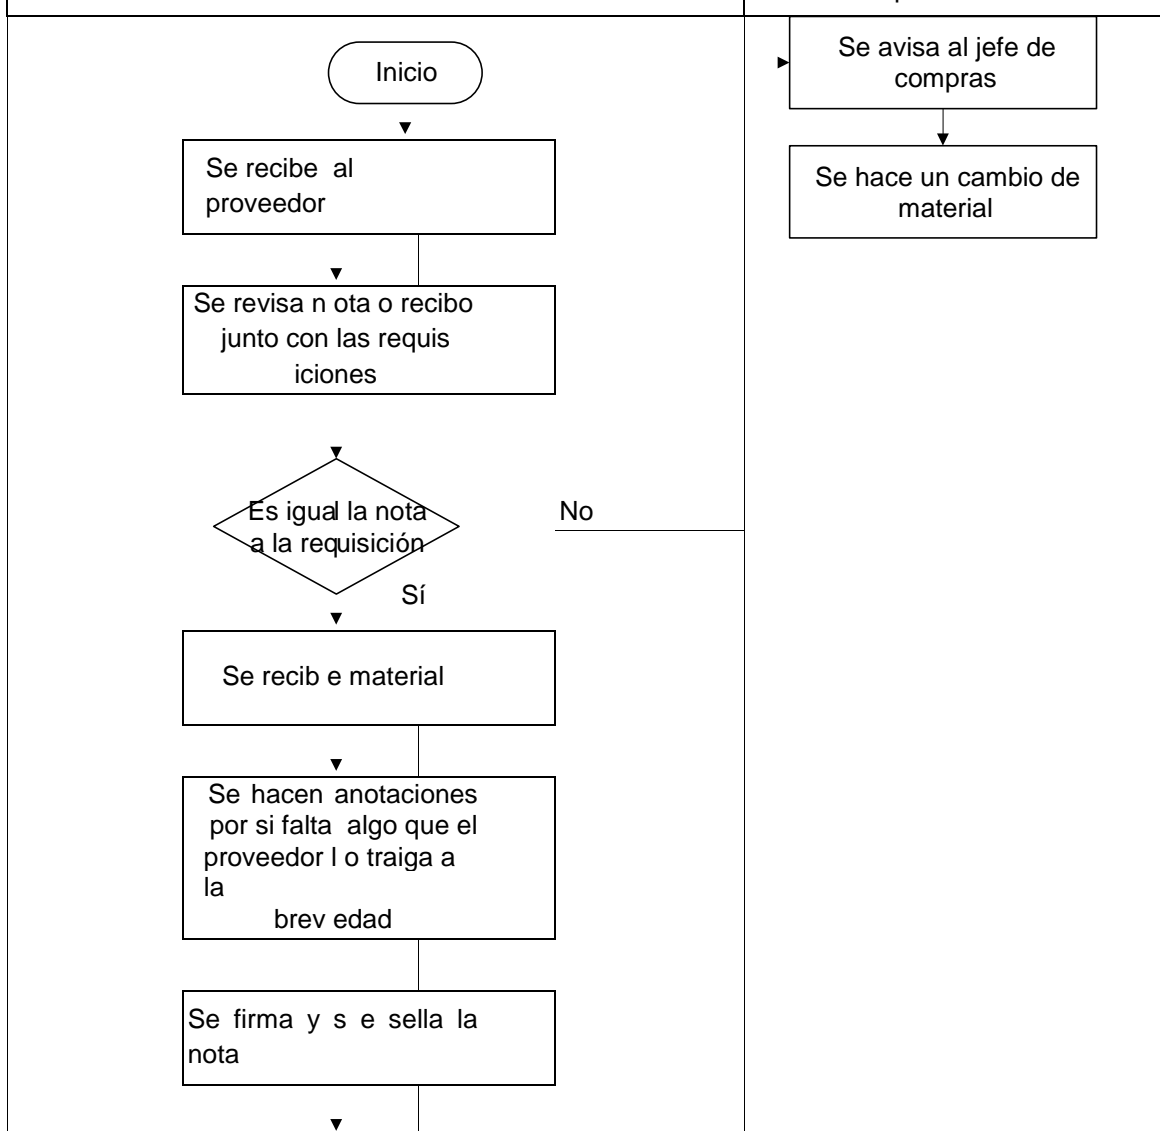 Inicio
Se recibe al
proveedor
Se revisa n ota o recibo
junto con las requis
iciones
Es igual la nota
a la requisición
No
Sí
Se recib e material
Se hacen anotaciones
por si falta algo que el
proveedor l o traiga a
la
brev edad
Se firma y s e sella la
nota
Se avisa al jefe de
compras
Se hace un cambio de
material